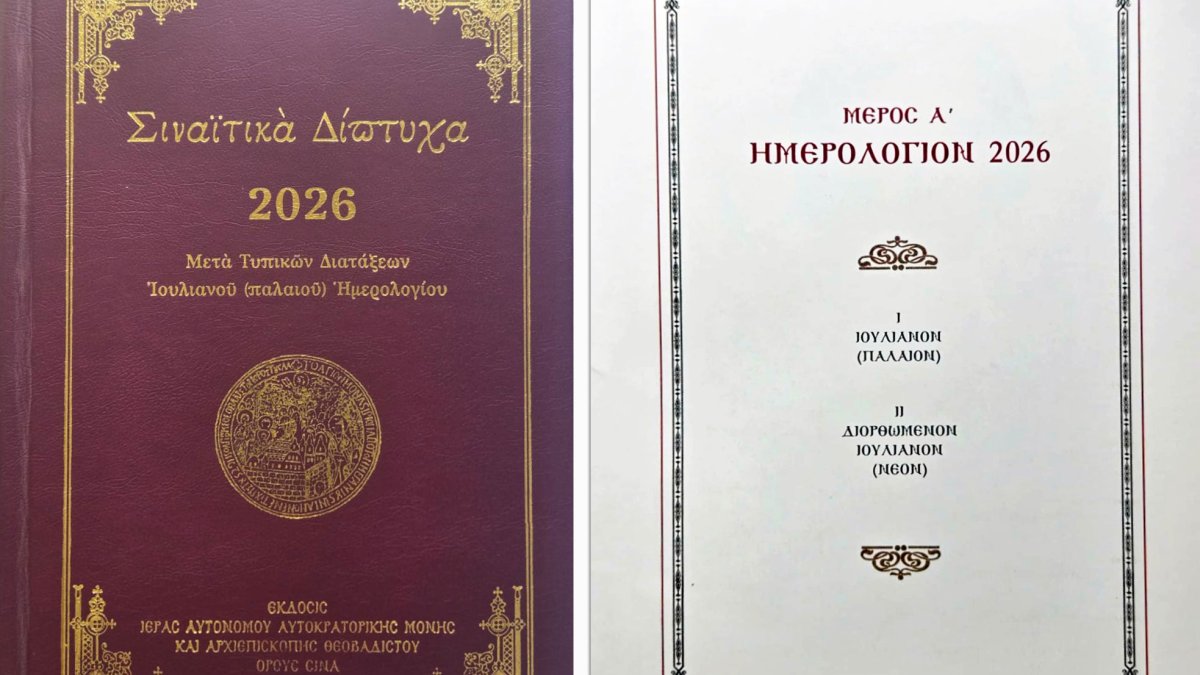 Σιναϊτικὰ Δίπτυχα
2026
Μετὰ Τυπικῶν Διατάξεων
Ἰουλιανοῦ (παλαιοῦ) Ἡμερολογίου
ΕΚΔΟΣΙΣ
ΙΕΡΑΣ ΑΥΤΟΝΟΜΟΥ ΑΥΤΟΚΡΑΤΟΡΙΚΗΣ ΜΟΝΗΣ
ΚΑΙ ΑΡΧΙΕΠΙΣΚΟΠΗΣ ΘΕΟΒΑΔΙΣΤΟΥ
ΟΡΟΥΣ ΣΙΝΑ
ΜΕΡΟΣ Α΄
ΗΜΕΡΟΛΟΓΙΟΝ 2026
Ι
ΙΟΥΛΙΑΝΟΝ
(ΠΑΛΑΙΟΝ)
ΙΙ
ΔΙΟΡΘΩΜΕΝΟΝ
ΙΟΥΛΙΑΝΟΝ
(ΝΕΟΝ)